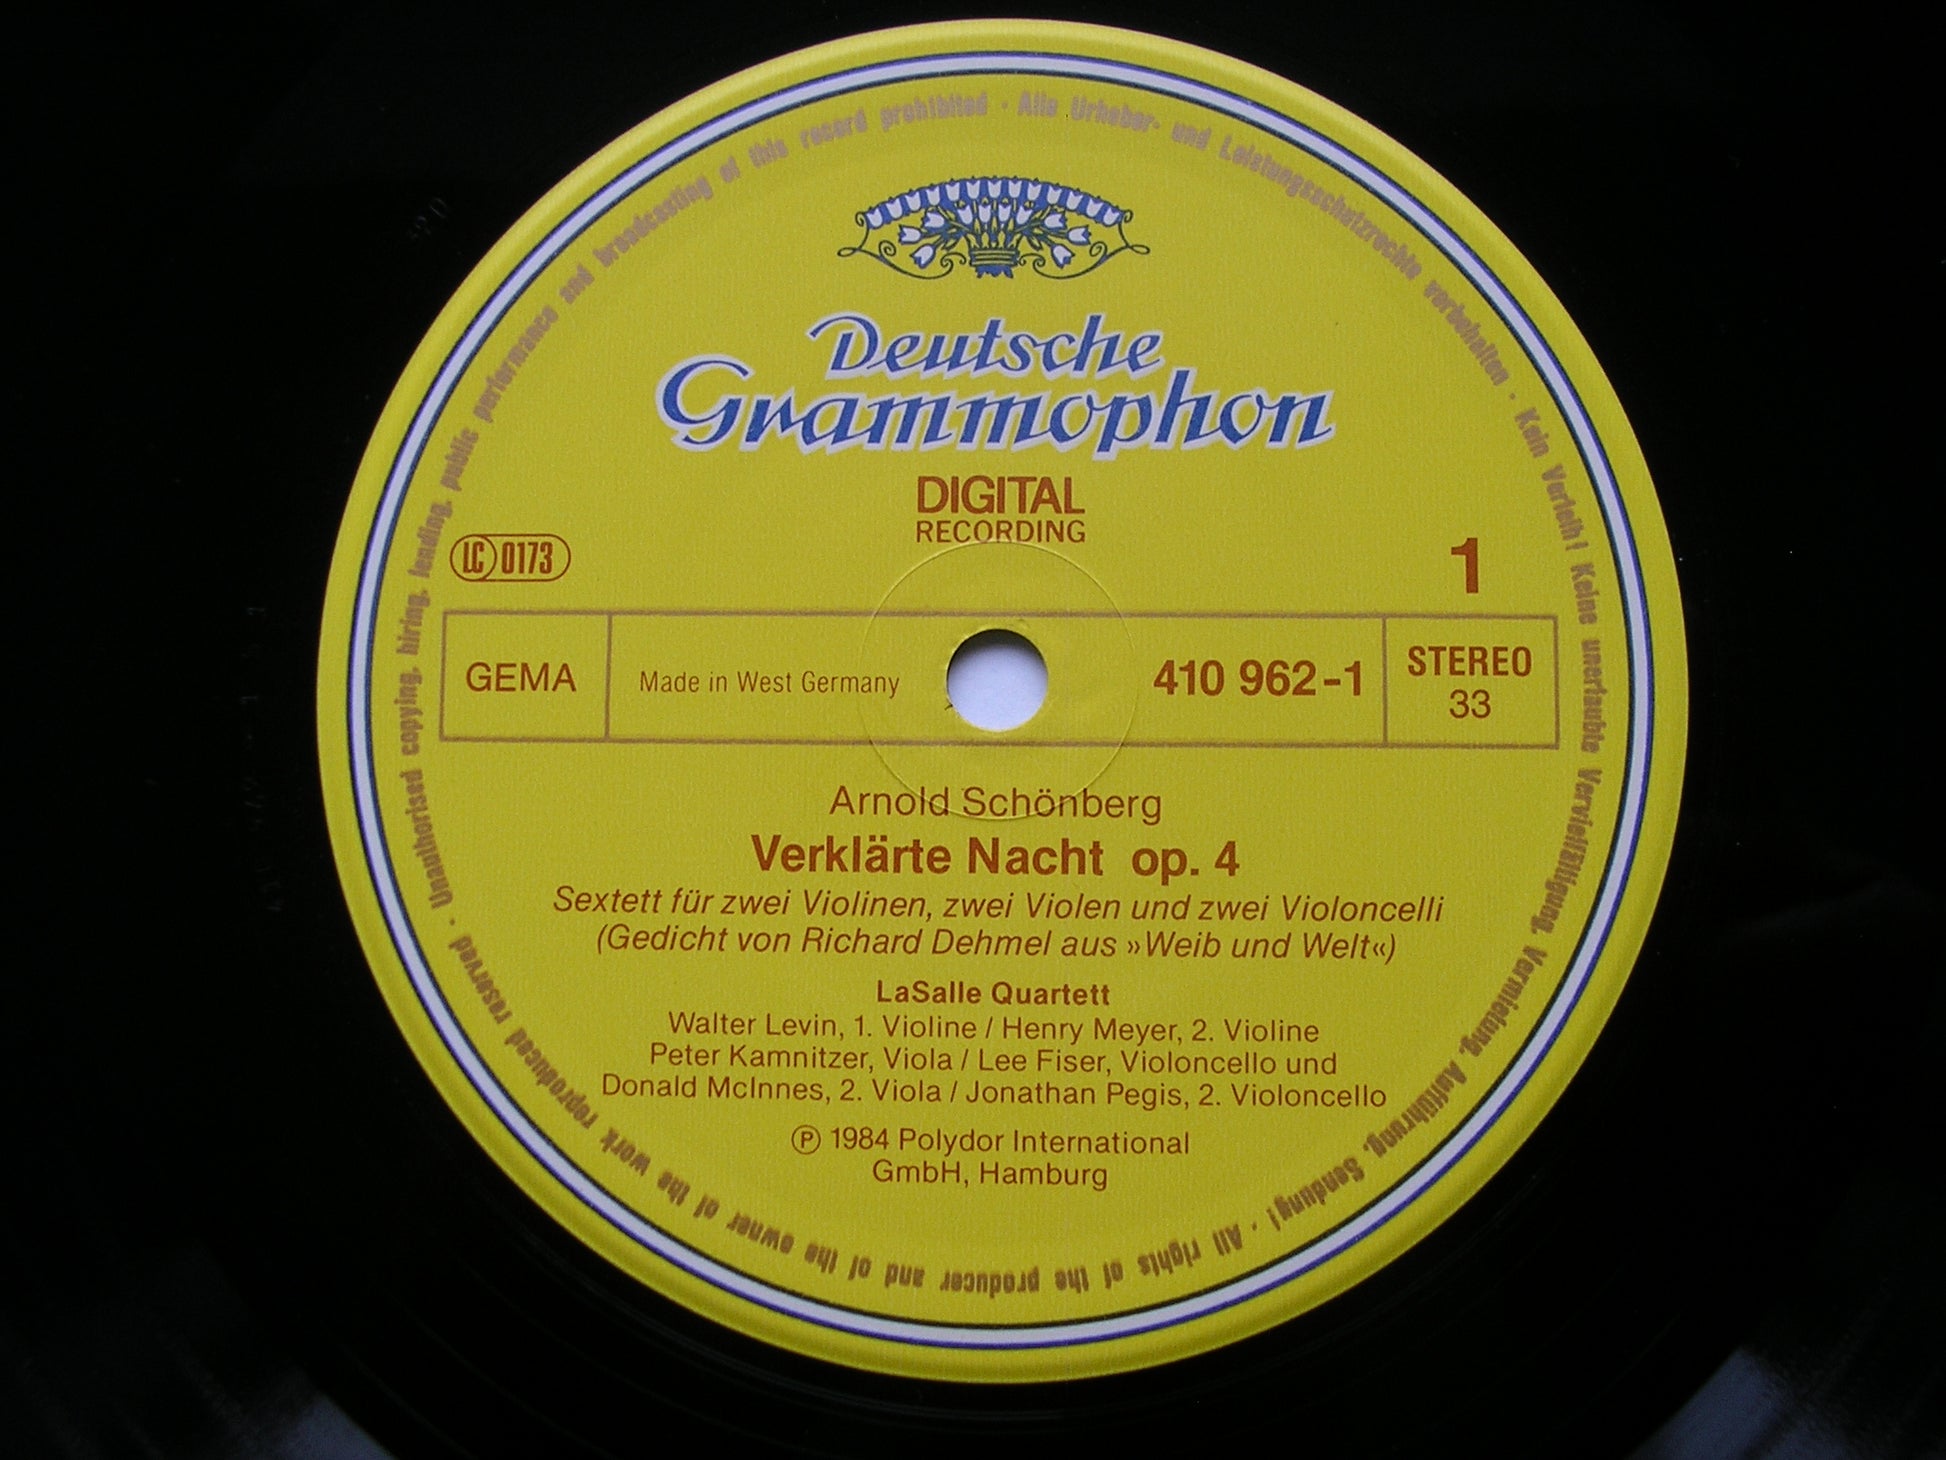 Deutsche
Grammophon
DIGITAL
RECORDING
LC 0173
1
GEMA
Made in West Germany
410 962-1
STEREO
33
Arnold Schönberg
Verklärte Nacht op. 4
Sextett für zwei Violinen, zwei Violen und zwei Violoncelli
(Gedicht von Richard Dehmel aus »Weib und Welt«)
LaSalle Quartett
Walter Levin, 1. Violine / Henry Meyer, 2. Violine
Peter Kamnitzer, Viola / Lee Fiser, Violoncello und
Donald McInnes, 2. Viola / Jonathan Pegis, 2. Violoncello
℗ 1984 Polydor International
GmbH, Hamburg
Alle Urheber- und Leistungsschutzrechte vorbehalten · Kein Verleih! Keine unerlaubte Vervielfältigung, Vermietung, Aufführung, Sendung! · All rights of the producer and of the owner of the work reproduced reserved · Unauthorised copying, hiring, lending, public performance and broadcasting of this record prohibited ·